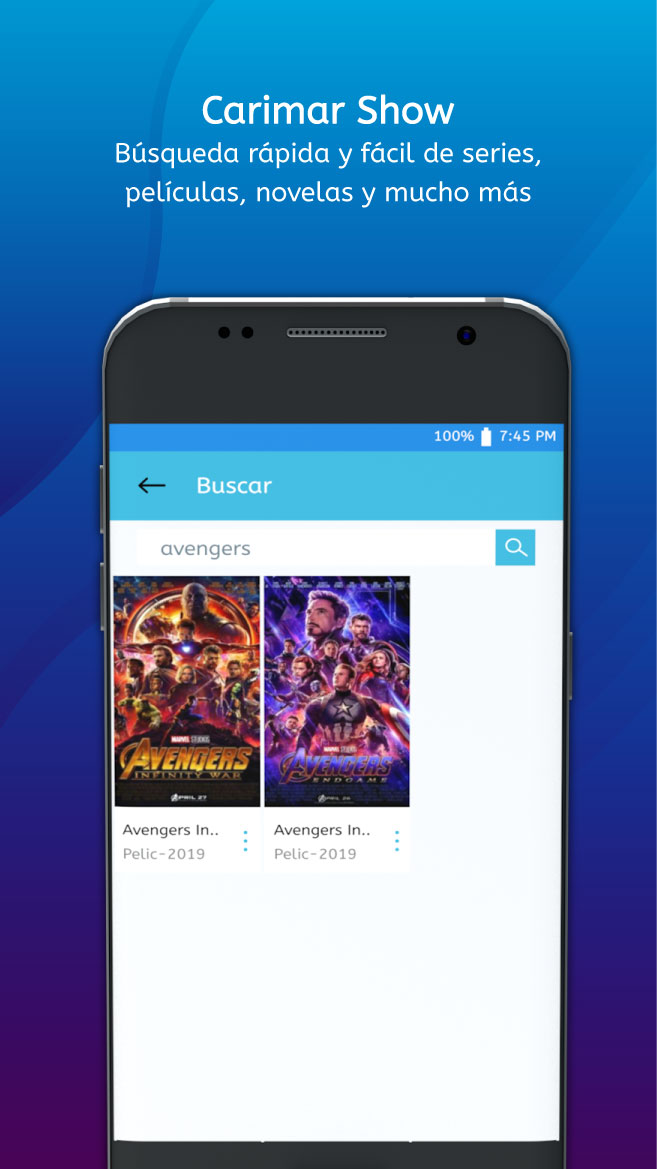 Carimar Show
Búsqueda rápida y fácil de series,
películas, novelas y mucho más
100% 7:45 PM
Buscar
avengers
MARVEL STUDIOS
AVENGERS
INFINITY WAR
APRIL 27
MARVEL STUDIOS
AVENGERS
ENDGAME
APRIL 26
Avengers In..
Pelic-2019
Avengers In..
Pelic-2019